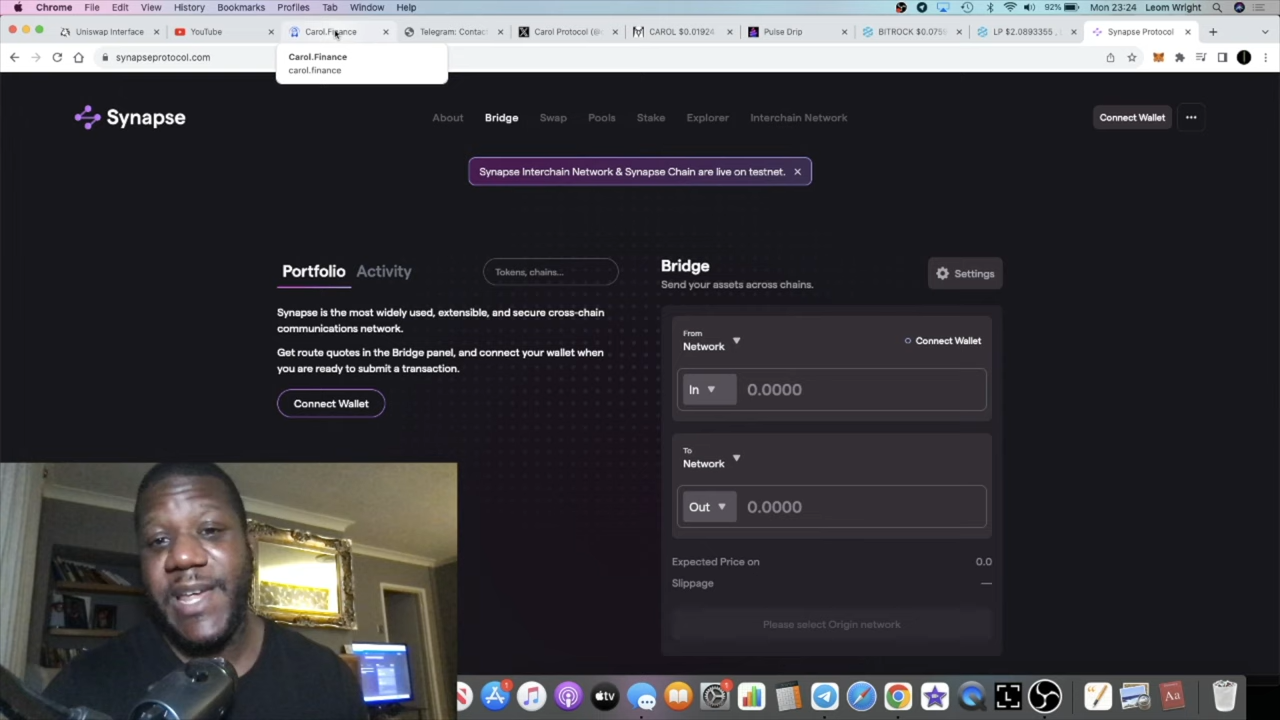 Chrome File Edit View History Bookmarks Profiles Tab Window Help 92% Mon 23:24 Leom Wright
Uniswap Interface YouTube Carol.Finance Telegram: Contac Carol Protocol (@ CAROL $0.01924 Pulse Drip BITROCK $0.075 LP $2.0893355 , Synapse Protocol
synapseprotocol.com
Carol.Finance
carol.finance
Synapse About Bridge Swap Pools Stake Explorer Interchain Network Connect Wallet
Synapse Interchain Network & Synapse Chain are live on testnet.
Portfolio Activity Tokens, chains...
Synapse is the most widely used, extensible, and secure cross-chain
communications network.
Get route quotes in the Bridge panel, and connect your wallet when
you are ready to submit a transaction.
Connect Wallet
Bridge
Send your assets across chains.
Settings
From
Network
Connect Wallet
In 0.0000
To
Network
Out 0.0000
Expected Price on 0.0
Slippage —
Please select Origin network
tv
Aa